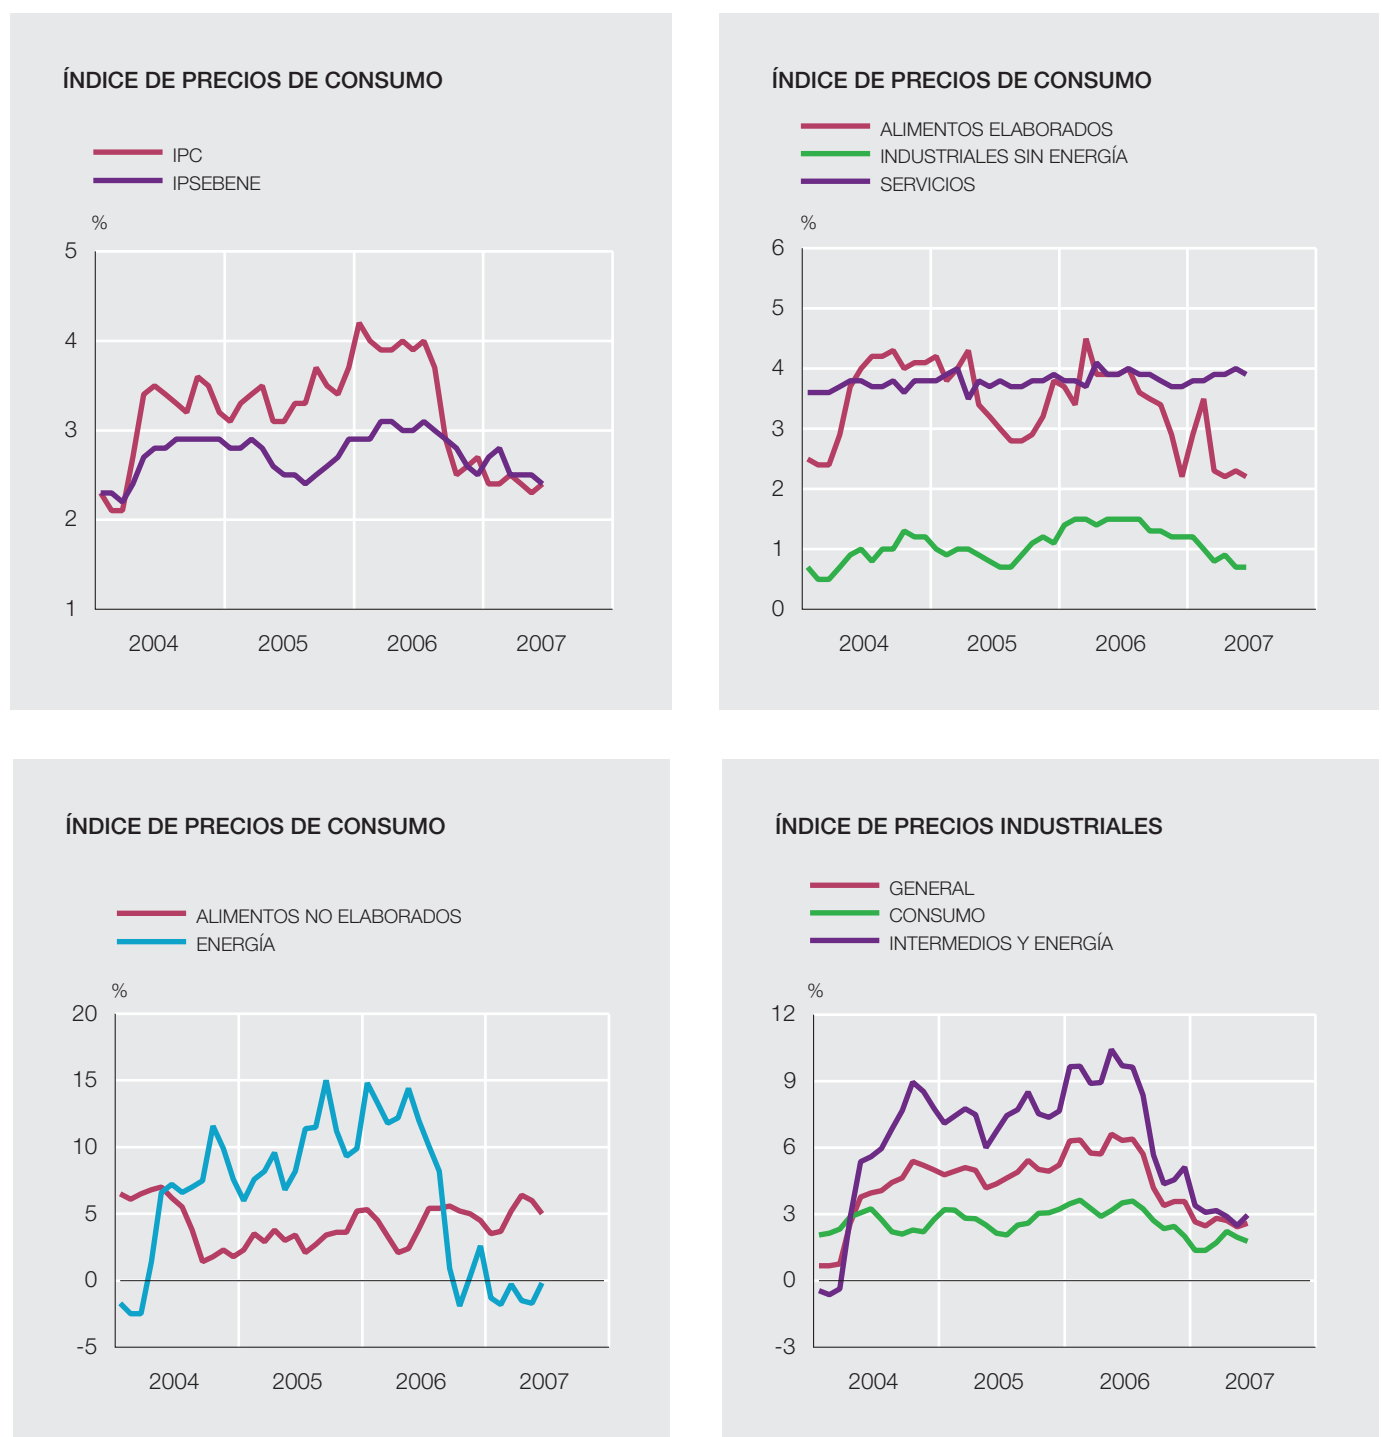 ÍNDICE DE PRECIOS DE CONSUMO
IPC
IPSEBENE
%
5
4
3
2
1
2004 2005 2006 2007
ÍNDICE DE PRECIOS DE CONSUMO
ALIMENTOS ELABORADOS
INDUSTRIALES SIN ENERGÍA
SERVICIOS
%
6
5
4
3
2
1
0
2004 2005 2006 2007
ÍNDICE DE PRECIOS DE CONSUMO
ALIMENTOS NO ELABORADOS
ENERGÍA
%
20
15
10
5
0
-5
2004 2005 2006 2007
ÍNDICE DE PRECIOS INDUSTRIALES
GENERAL
CONSUMO
INTERMEDIOS Y ENERGÍA
%
12
9
6
3
0
-3
2004 2005 2006 2007